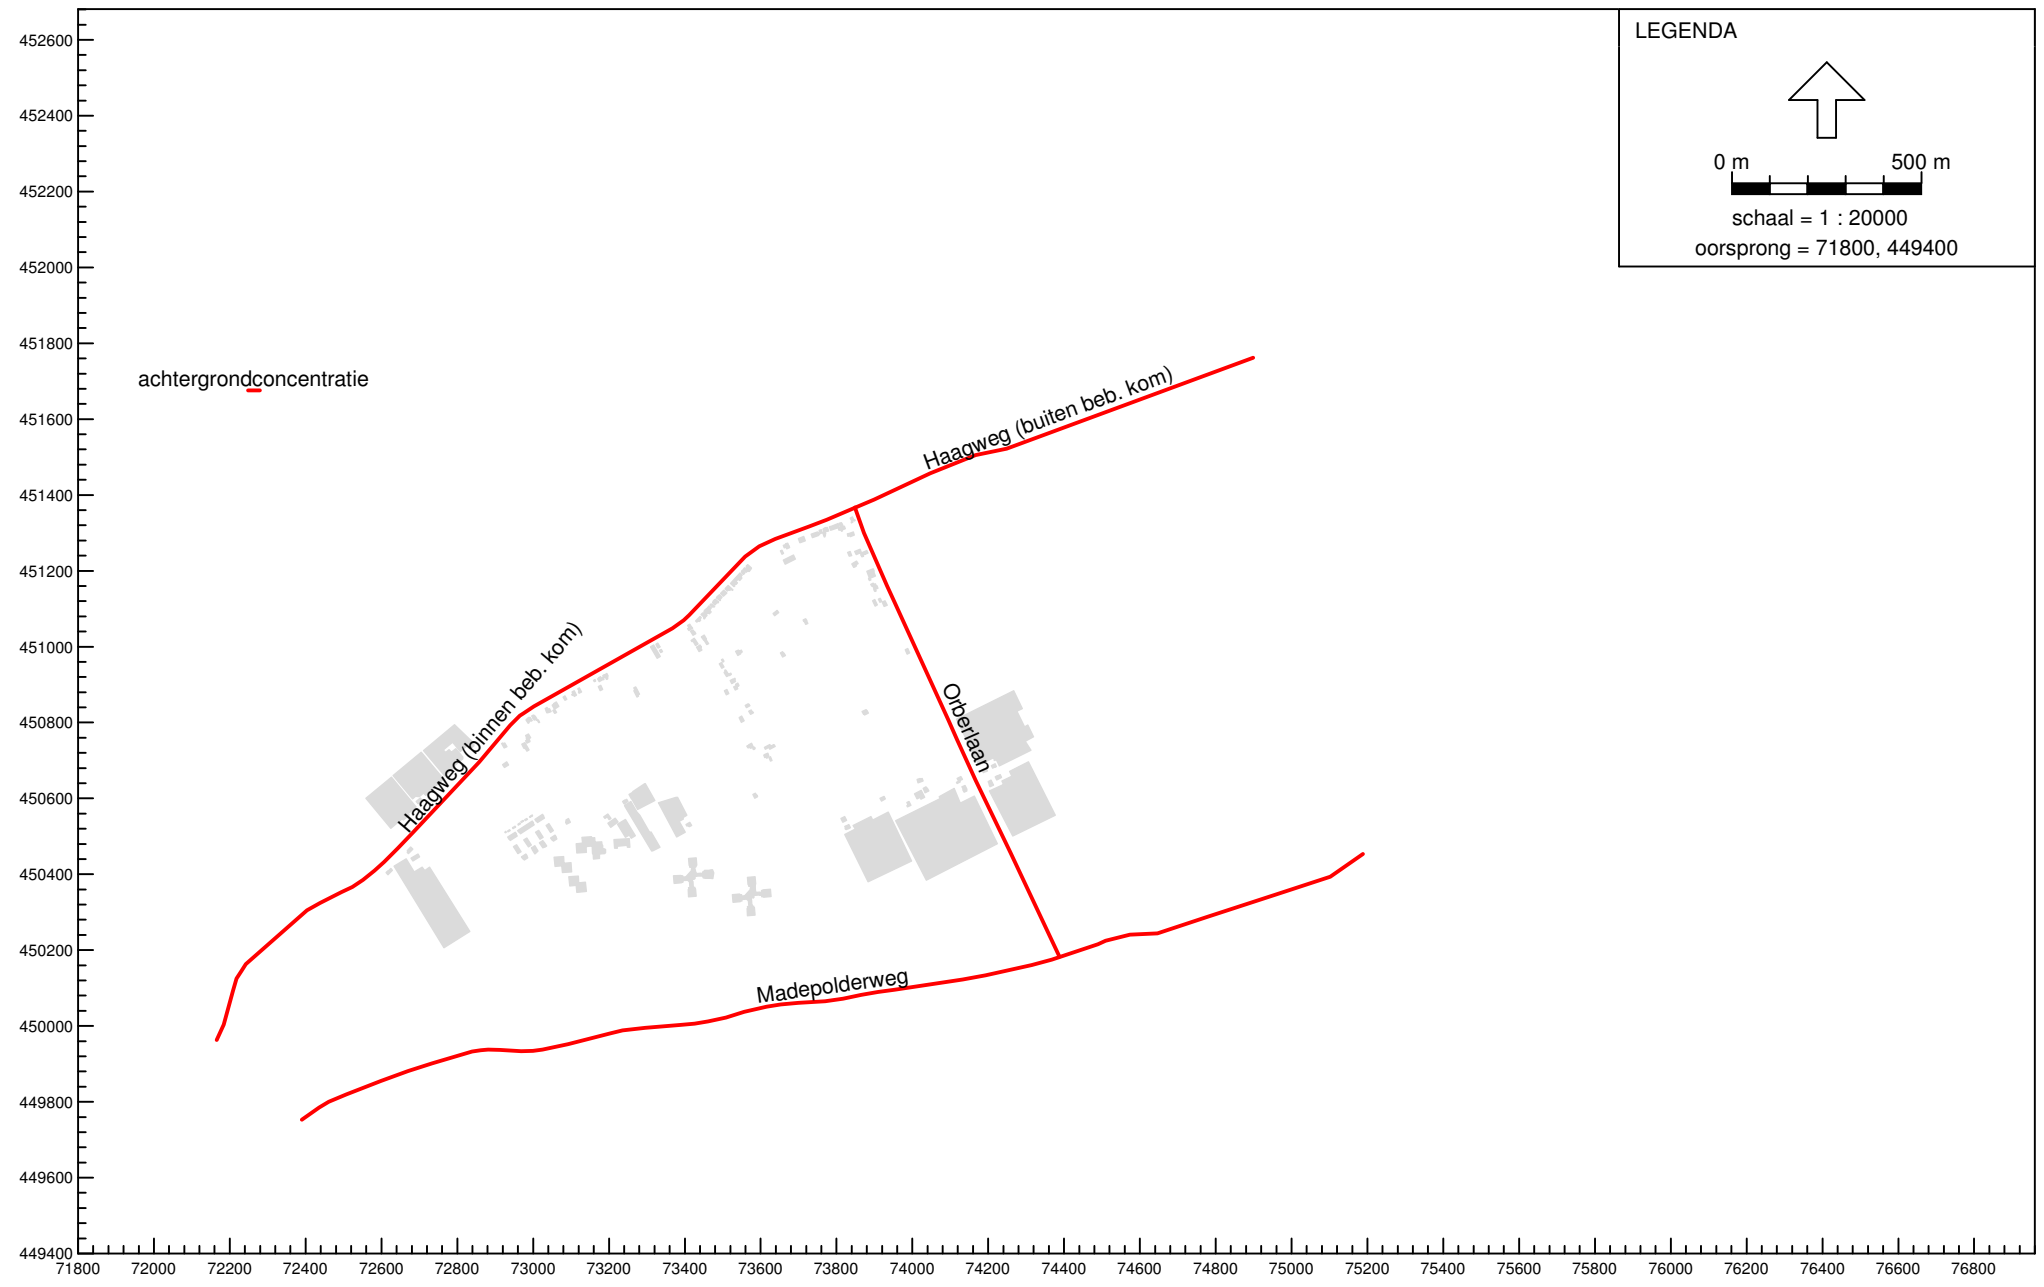 LEGENDA
0 m 500 m
schaal = 1 : 20000
oorsprong = 71800, 449400
452600
452400
452200
452000
451800
451600
451400
451200
451000
450800
450600
450400
450200
450000
449800
449600
449400
achtergrondconcentratie
Haagweg (buiten beb. kom)
Haagweg (binnen beb. kom)
Orberlaan
Madepolderweg
71800 72000 72200 72400 72600 72800 73000 73200 73400 73600 73800 74000 74200 74400 74600 74800 75000 75200 75400 75600 75800 76000 76200 76400 76600 76800